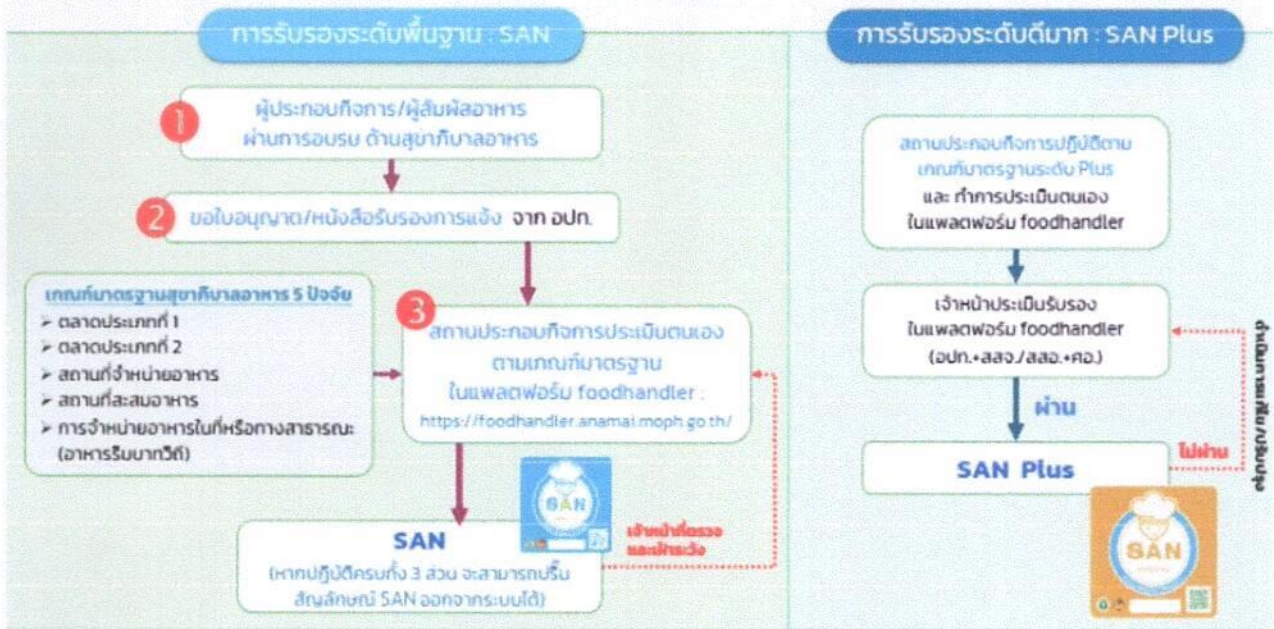 การรับรองระดับพื้นฐาน : SAN
1
ผู้ประกอบกิจการ/ผู้สัมผัสอาหาร
ผ่านการอบรม ด้านสุขาภิบาลอาหาร
2
ขอใบอนุญาต/หนังสือรับรองการแจ้ง จาก อปท.
เกณฑ์มาตรฐานสุขาภิบาลอาหาร 5 ปัจจัย
➢ ตลาดประเภทที่ 1
➢ ตลาดประเภทที่ 2
➢ สถานที่จำหน่ายอาหาร
➢ สถานที่สะสมอาหาร
➢ การจำหน่ายอาหารในที่หรือทางสาธารณะ
(อาหารริมบาทวิถี)
3
สถานประกอบกิจการประเมินตนเอง
ตามเกณฑ์มาตรฐาน
ในแพลตฟอร์ม foodhandler :
https://foodhandler.anamai.moph.go.th/
SAN
เจ้าหน้าที่ตรวจ
และเฝ้าระวัง
SAN
(หากปฏิบัติครบทั้ง 3 ส่วน จะสามารถปริ๊น
สัญลักษณ์ SAN ออกจากระบบได้)
การรับรองระดับดีมาก : SAN Plus
สถานประกอบกิจการปฏิบัติตาม
เกณฑ์มาตรฐานระดับ Plus
และ ทำการประเมินตนเอง
ในแพลตฟอร์ม foodhandler
เจ้าหน้าประเมินรับรอง
ในแพลตฟอร์ม foodhandler
(อปท.+สสจ./สสอ.+ศอ.)
ผ่าน
ไม่ผ่าน
ดำเนินการแก้ไข/ปรับปรุง
SAN Plus
SAN